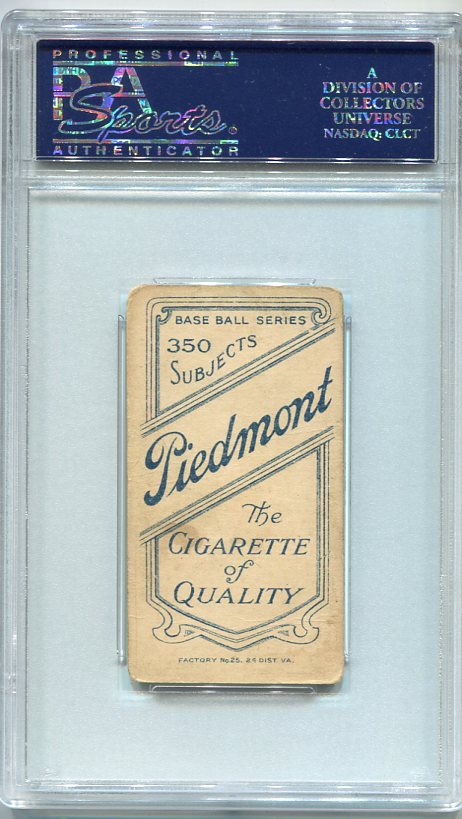 PROFESSIONAL
PSA
Sports.
AUTHENTICATOR
A
DIVISION OF
COLLECTORS
UNIVERSE
NASDAQ: CLCT
BASE BALL SERIES
350
SUBJECTS
Piedmont
The
CIGARETTE
of
QUALITY
FACTORY No. 25, 2d DIST. VA.